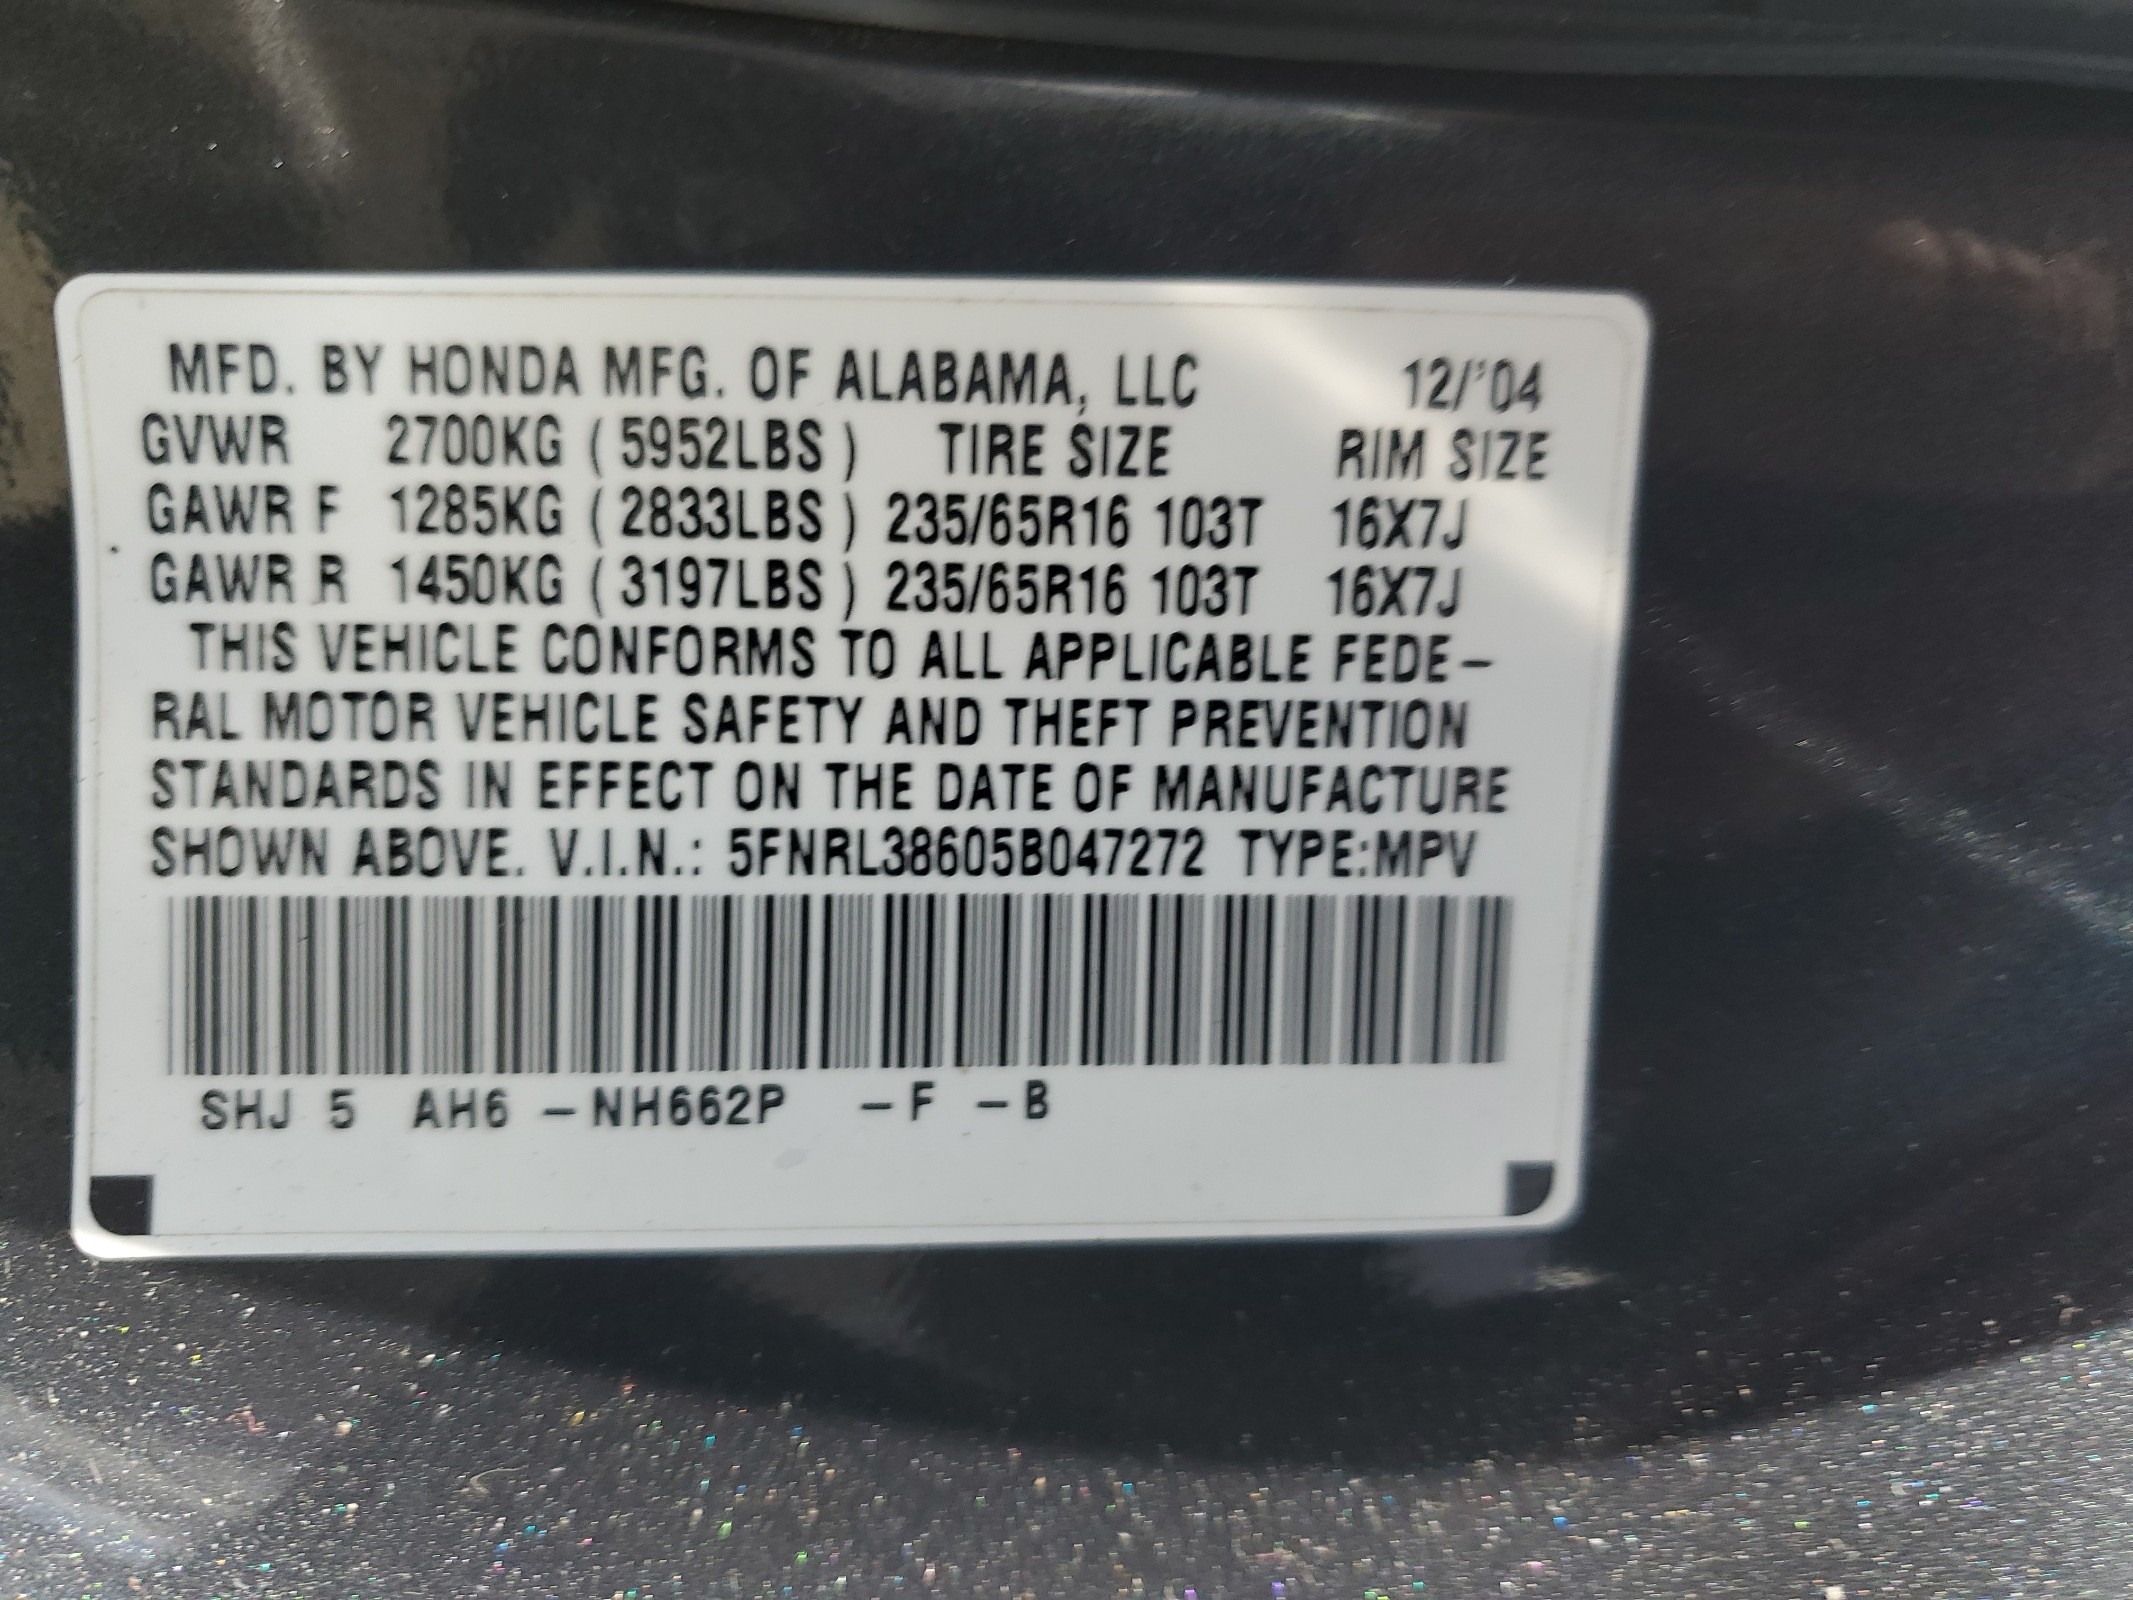 MFD. BY HONDA MFG. OF ALABAMA, LLC 12/'04
GVWR 2700KG ( 5952LBS ) TIRE SIZE RIM SIZE
GAWR F 1285KG ( 2833LBS ) 235/65R16 103T 16X7J
GAWR R 1450KG ( 3197LBS ) 235/65R16 103T 16X7J
THIS VEHICLE CONFORMS TO ALL APPLICABLE FEDE-
RAL MOTOR VEHICLE SAFETY AND THEFT PREVENTION
STANDARDS IN EFFECT ON THE DATE OF MANUFACTURE
SHOWN ABOVE. V.I.N.: 5FNRL38605B047272 TYPE:MPV
SHJ 5 AH6 -NH662P -F -B